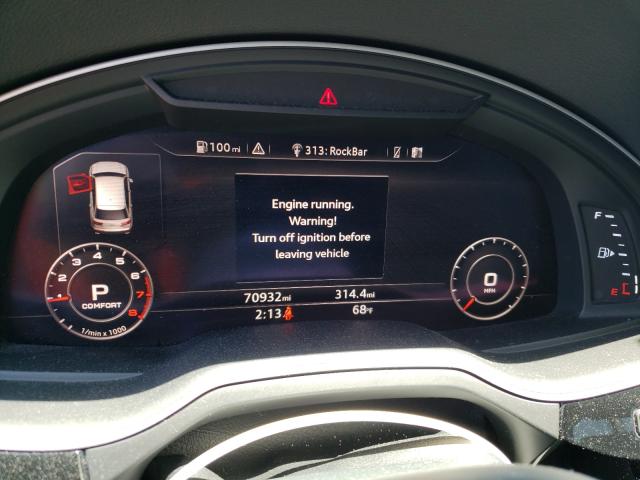 100 mi 313: RockBar
Engine running.
Warning!
Turn off ignition before
leaving vehicle
1 2 3 4 5 6 7 8
P
COMFORT
1/min x 1000
0
MPH
70932 mi 314.4 mi
2:13 68°F
F
E